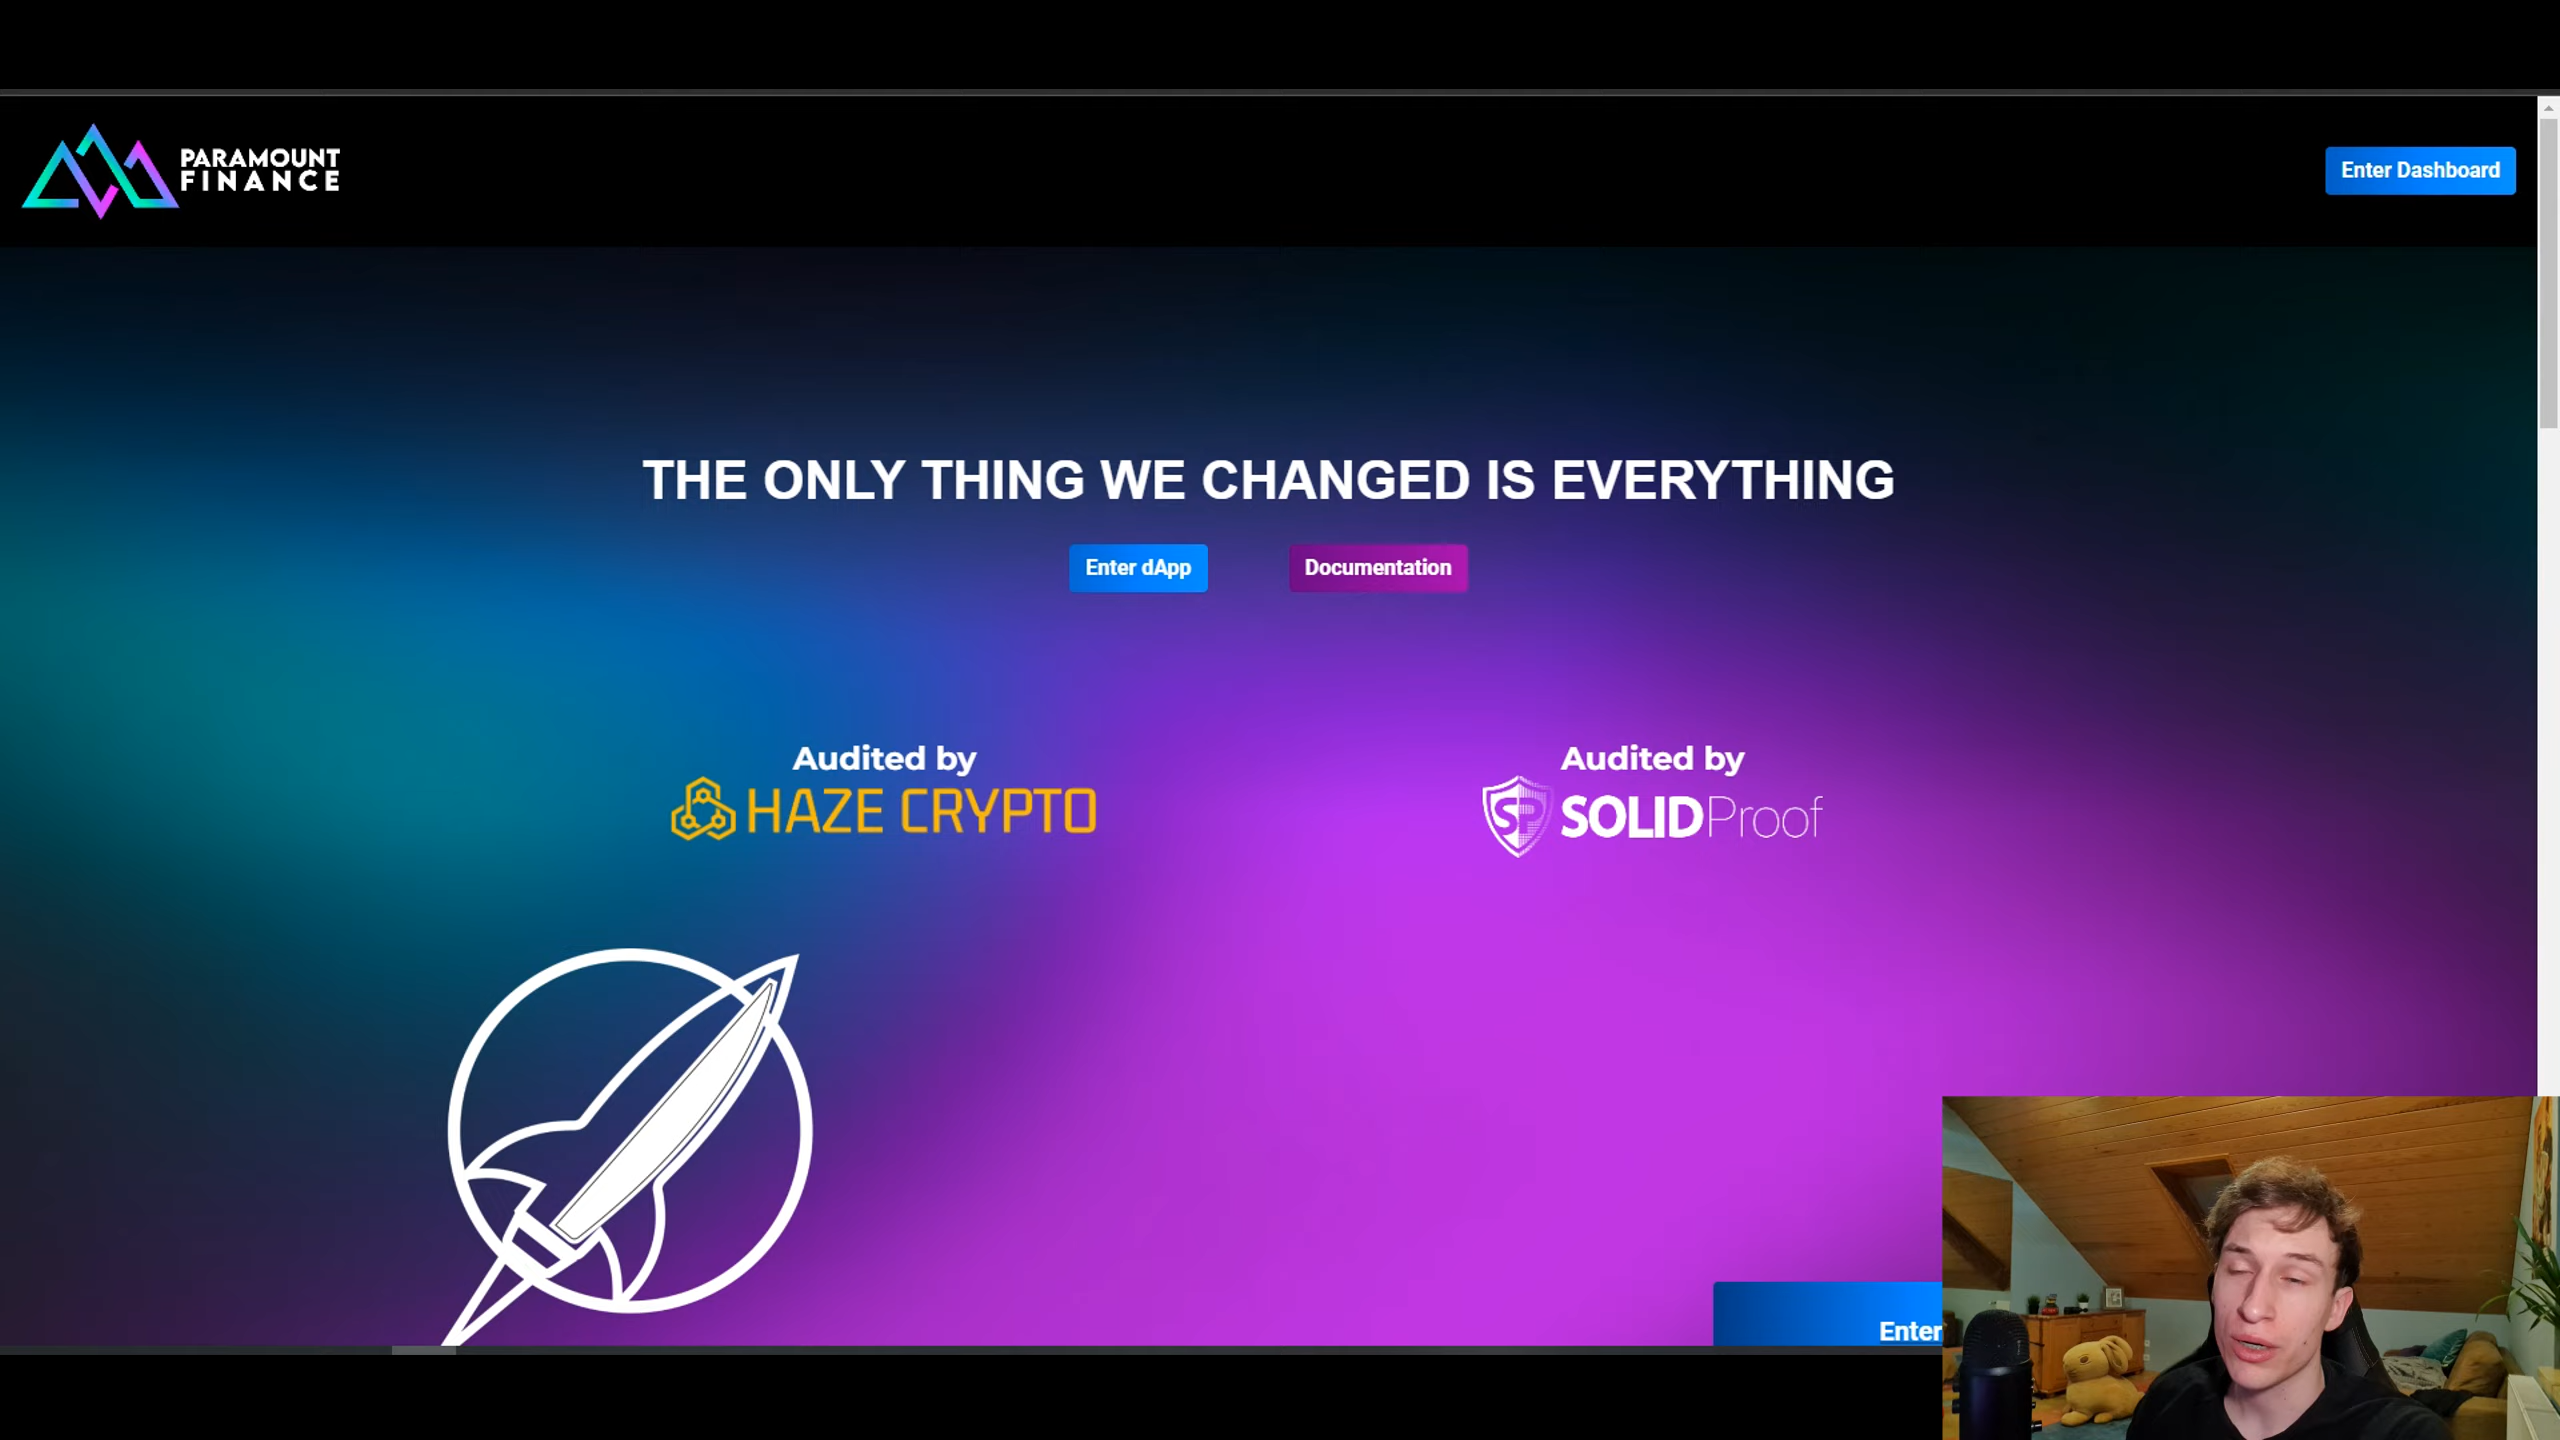 PARAMOUNT
FINANCE
Enter Dashboard
THE ONLY THING WE CHANGED IS EVERYTHING
Enter dApp
Documentation
Audited by
HAZE CRYPTO
Audited by
SOLIDProof
Enter